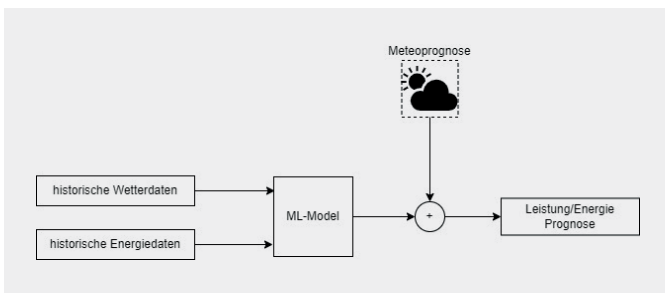 Meteoprognose
historische Wetterdaten
historische Energiedaten
ML-Model
+
Leistung/Energie
Prognose